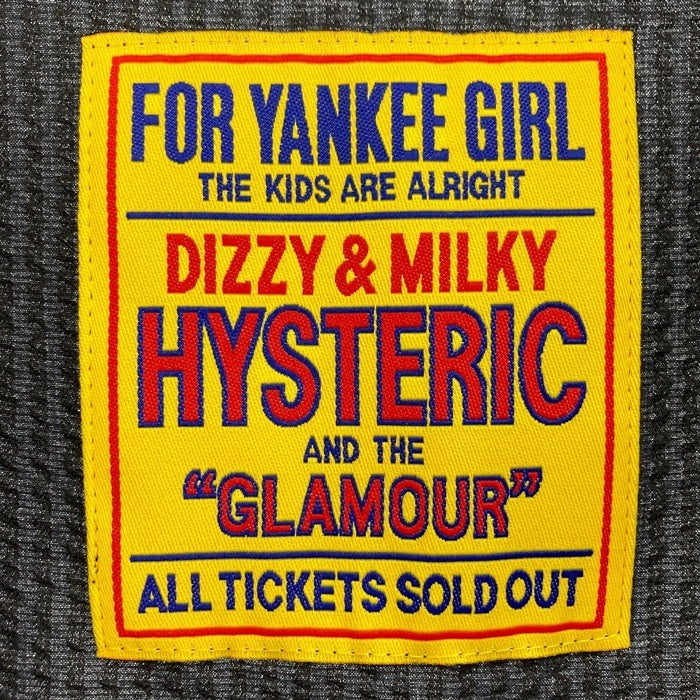 FOR YANKEE GIRL
THE KIDS ARE ALRIGHT
DIZZY & MILKY
HYSTERIC
AND THE
“GLAMOUR”
ALL TICKETS SOLD OUT